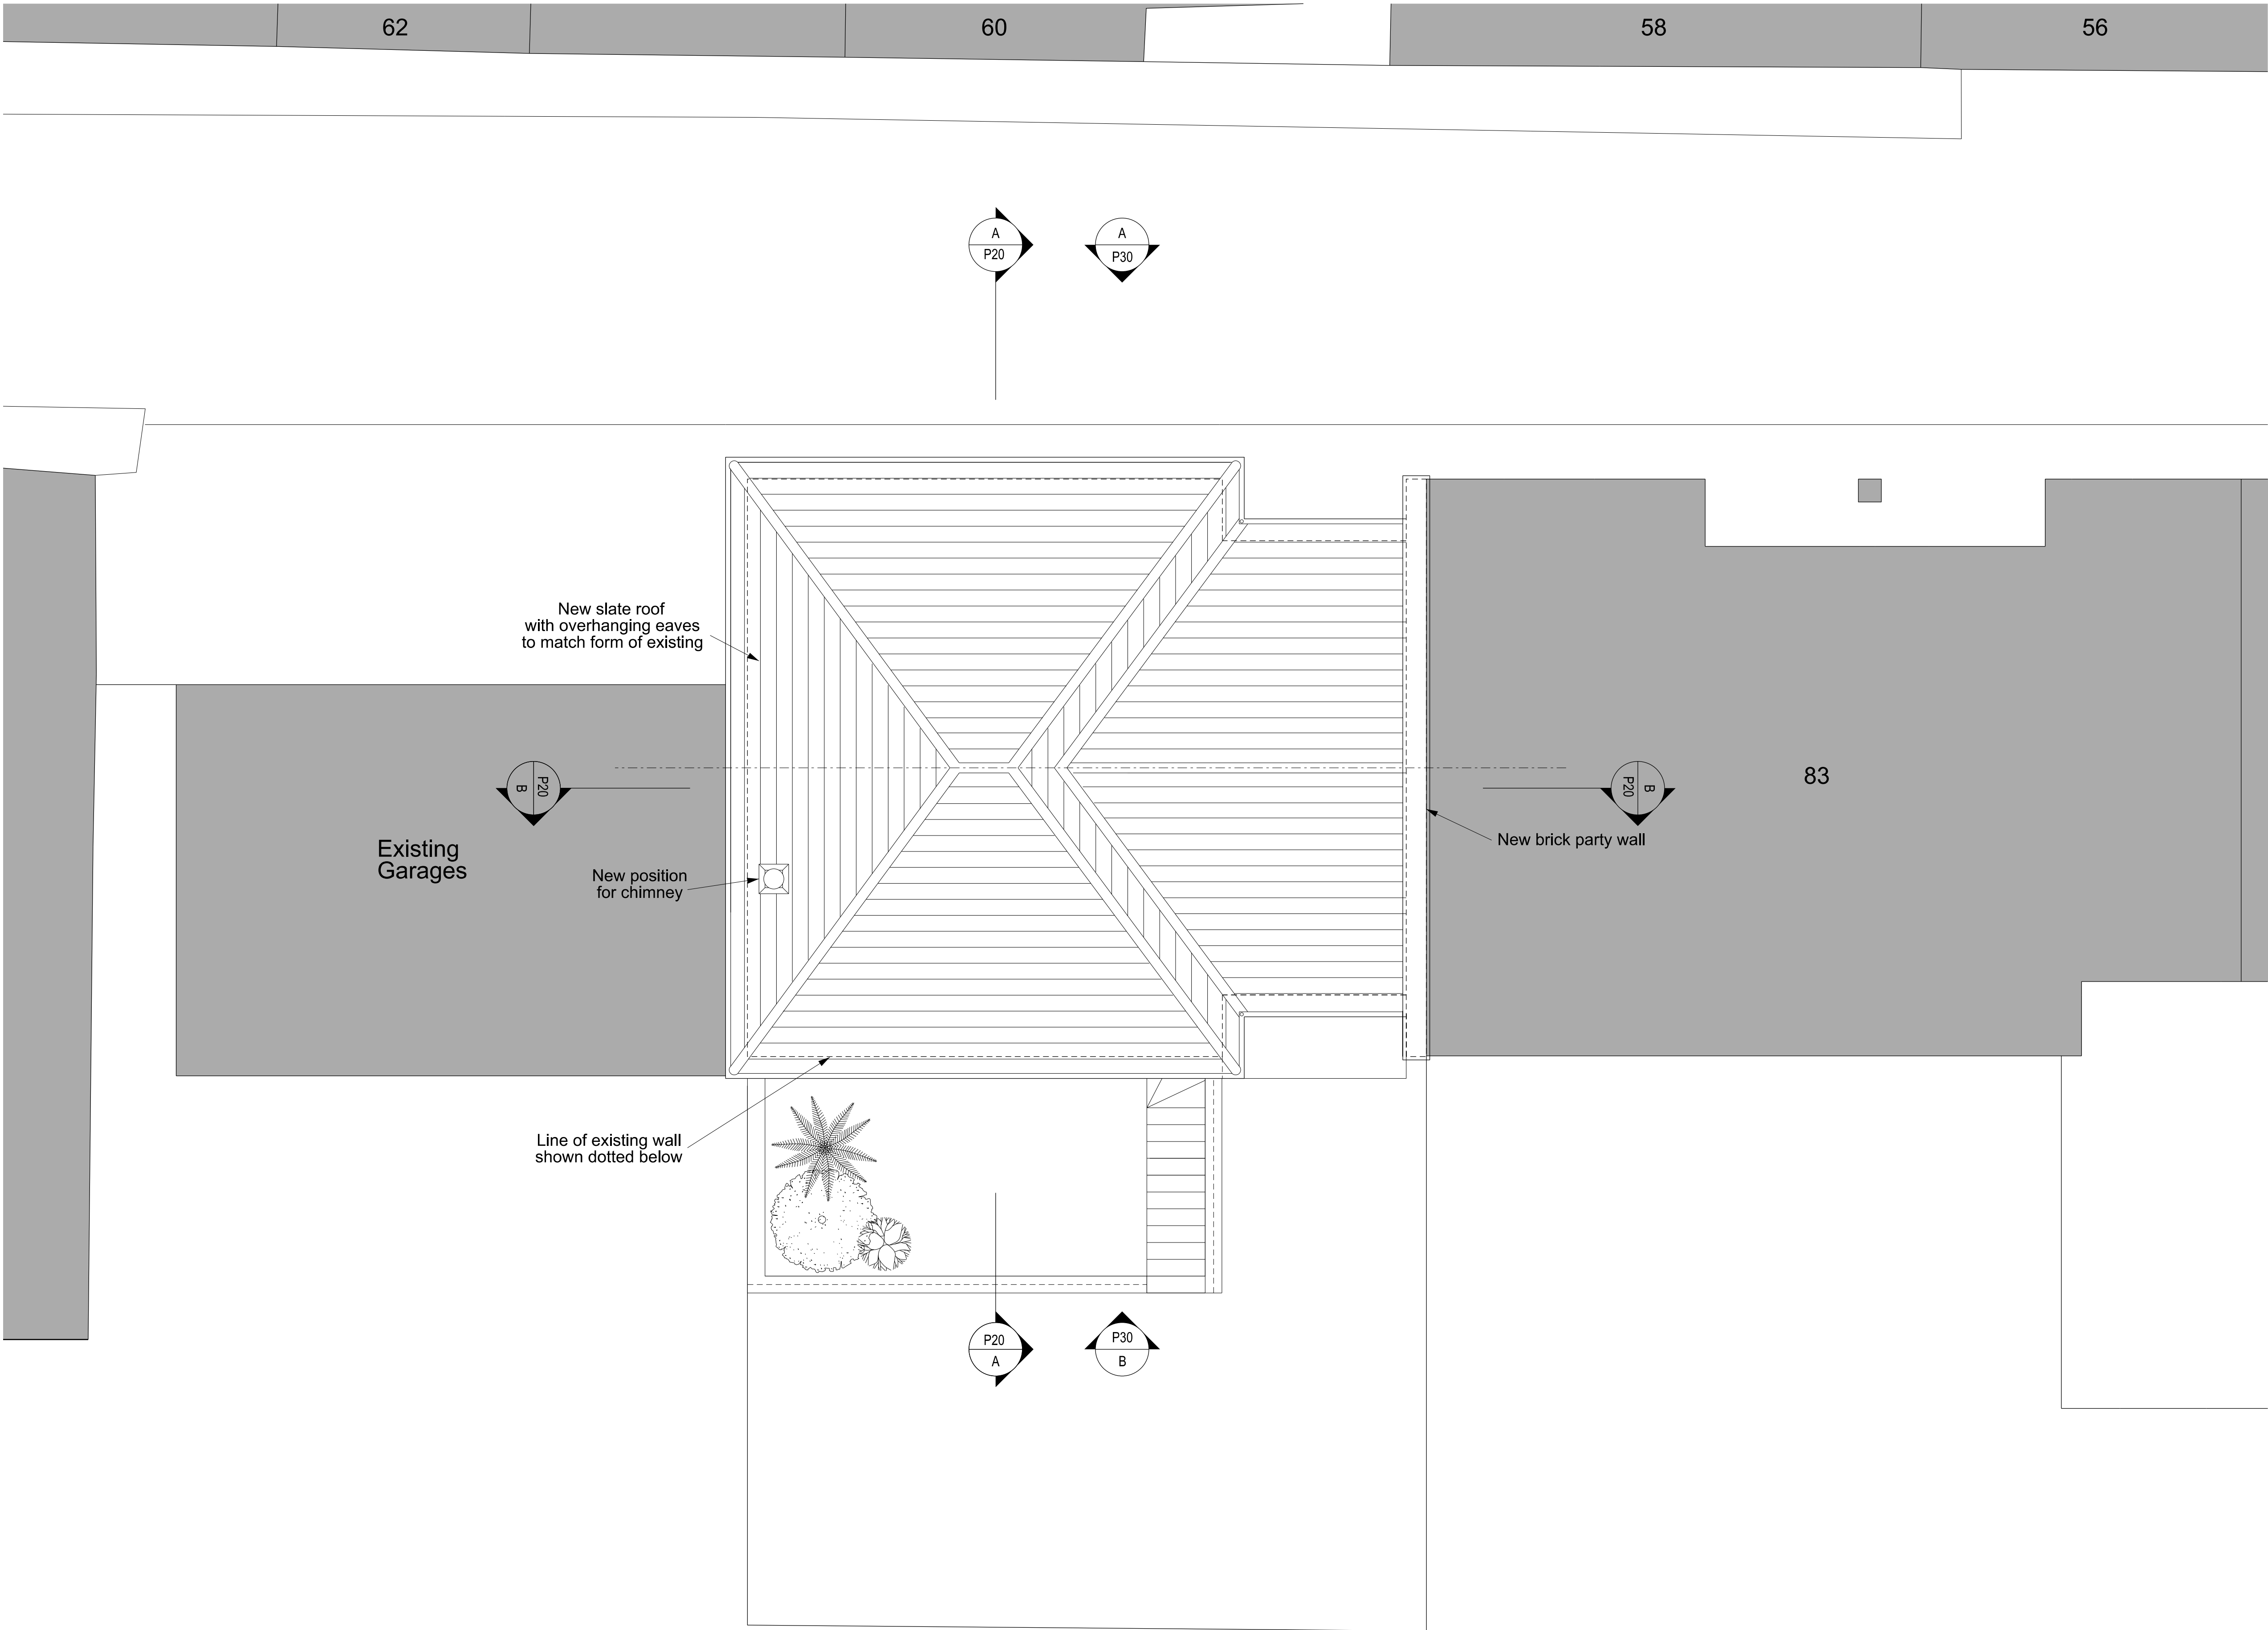 62
60
58
56
A
P20
A
P30
New slate roof
with overhanging eaves
to match form of existing
P20
B
B
P20
83
New brick party wall
Existing
Garages
New position
for chimney
Line of existing wall
shown dotted below
P20
A
P30
B